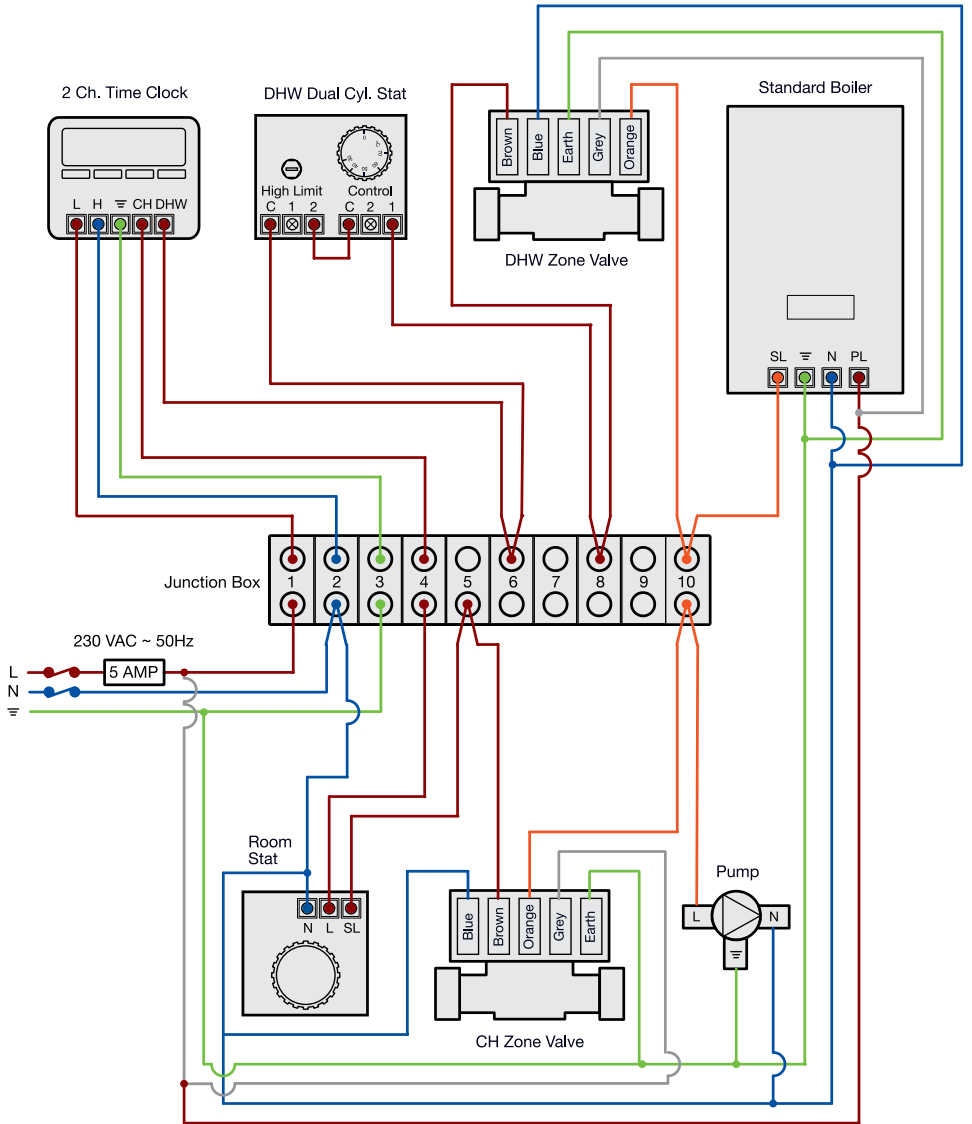 2 Ch. Time Clock
DHW Dual Cyl. Stat
Standard Boiler
Brown
Blue
Earth
Grey
Orange
L H CH DHW
High Limit Control
C 1 2 C 2 1
DHW Zone Valve
SL N PL
Junction Box
1 2 3 4 5 6 7 8 9 10
230 VAC ~ 50Hz
L
5 AMP
N
Room
Stat
N L SL
Blue
Brown
Orange
Grey
Earth
CH Zone Valve
Pump
L N